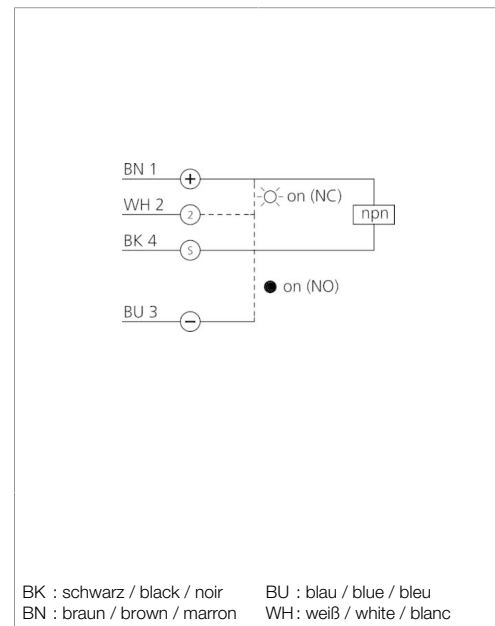 BN 1
+
on (NC)
WH 2
2
npn
BK 4
S
on (NO)
BU 3
−
BK : schwarz / black / noir
BU : blau / blue / bleu
BN : braun / brown / marron
WH : weiß / white / blanc